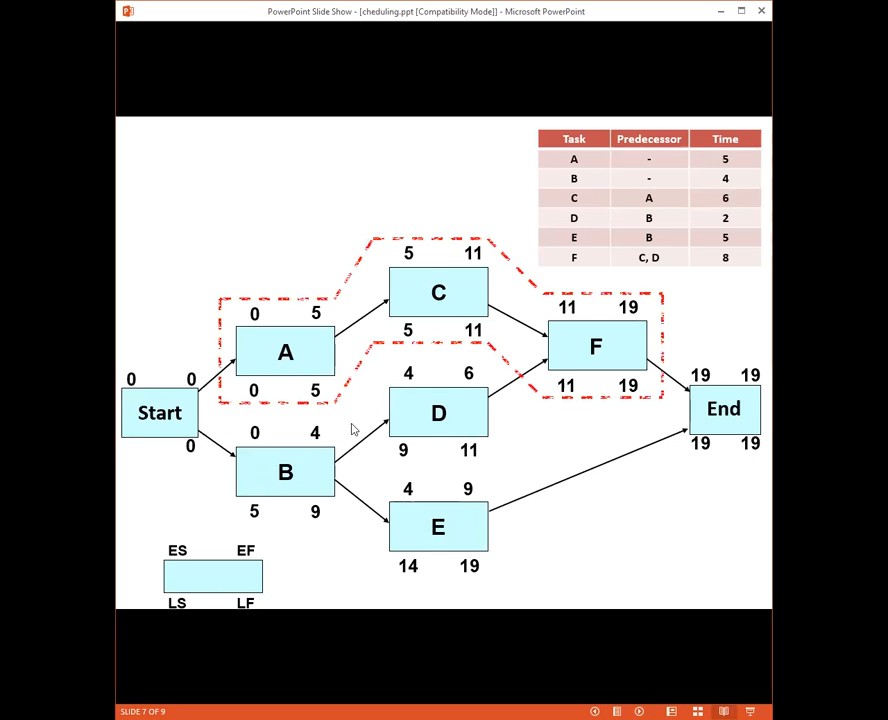 PowerPoint Slide Show - [cheduling.ppt [Compatibility Mode]] - Microsoft PowerPoint
Task Predecessor Time
A - 5
B - 4
C A 6
D B 2
E B 5
F C, D 8
5 11
C
5 11
0 5
A
0 5
11 19
F
11 19
0 0
Start
0
4 6
D
9 11
19 19
End
19 19
0 4
B
5 9
4 9
E
14 19
ES EF
LS LF
SLIDE 7 OF 9